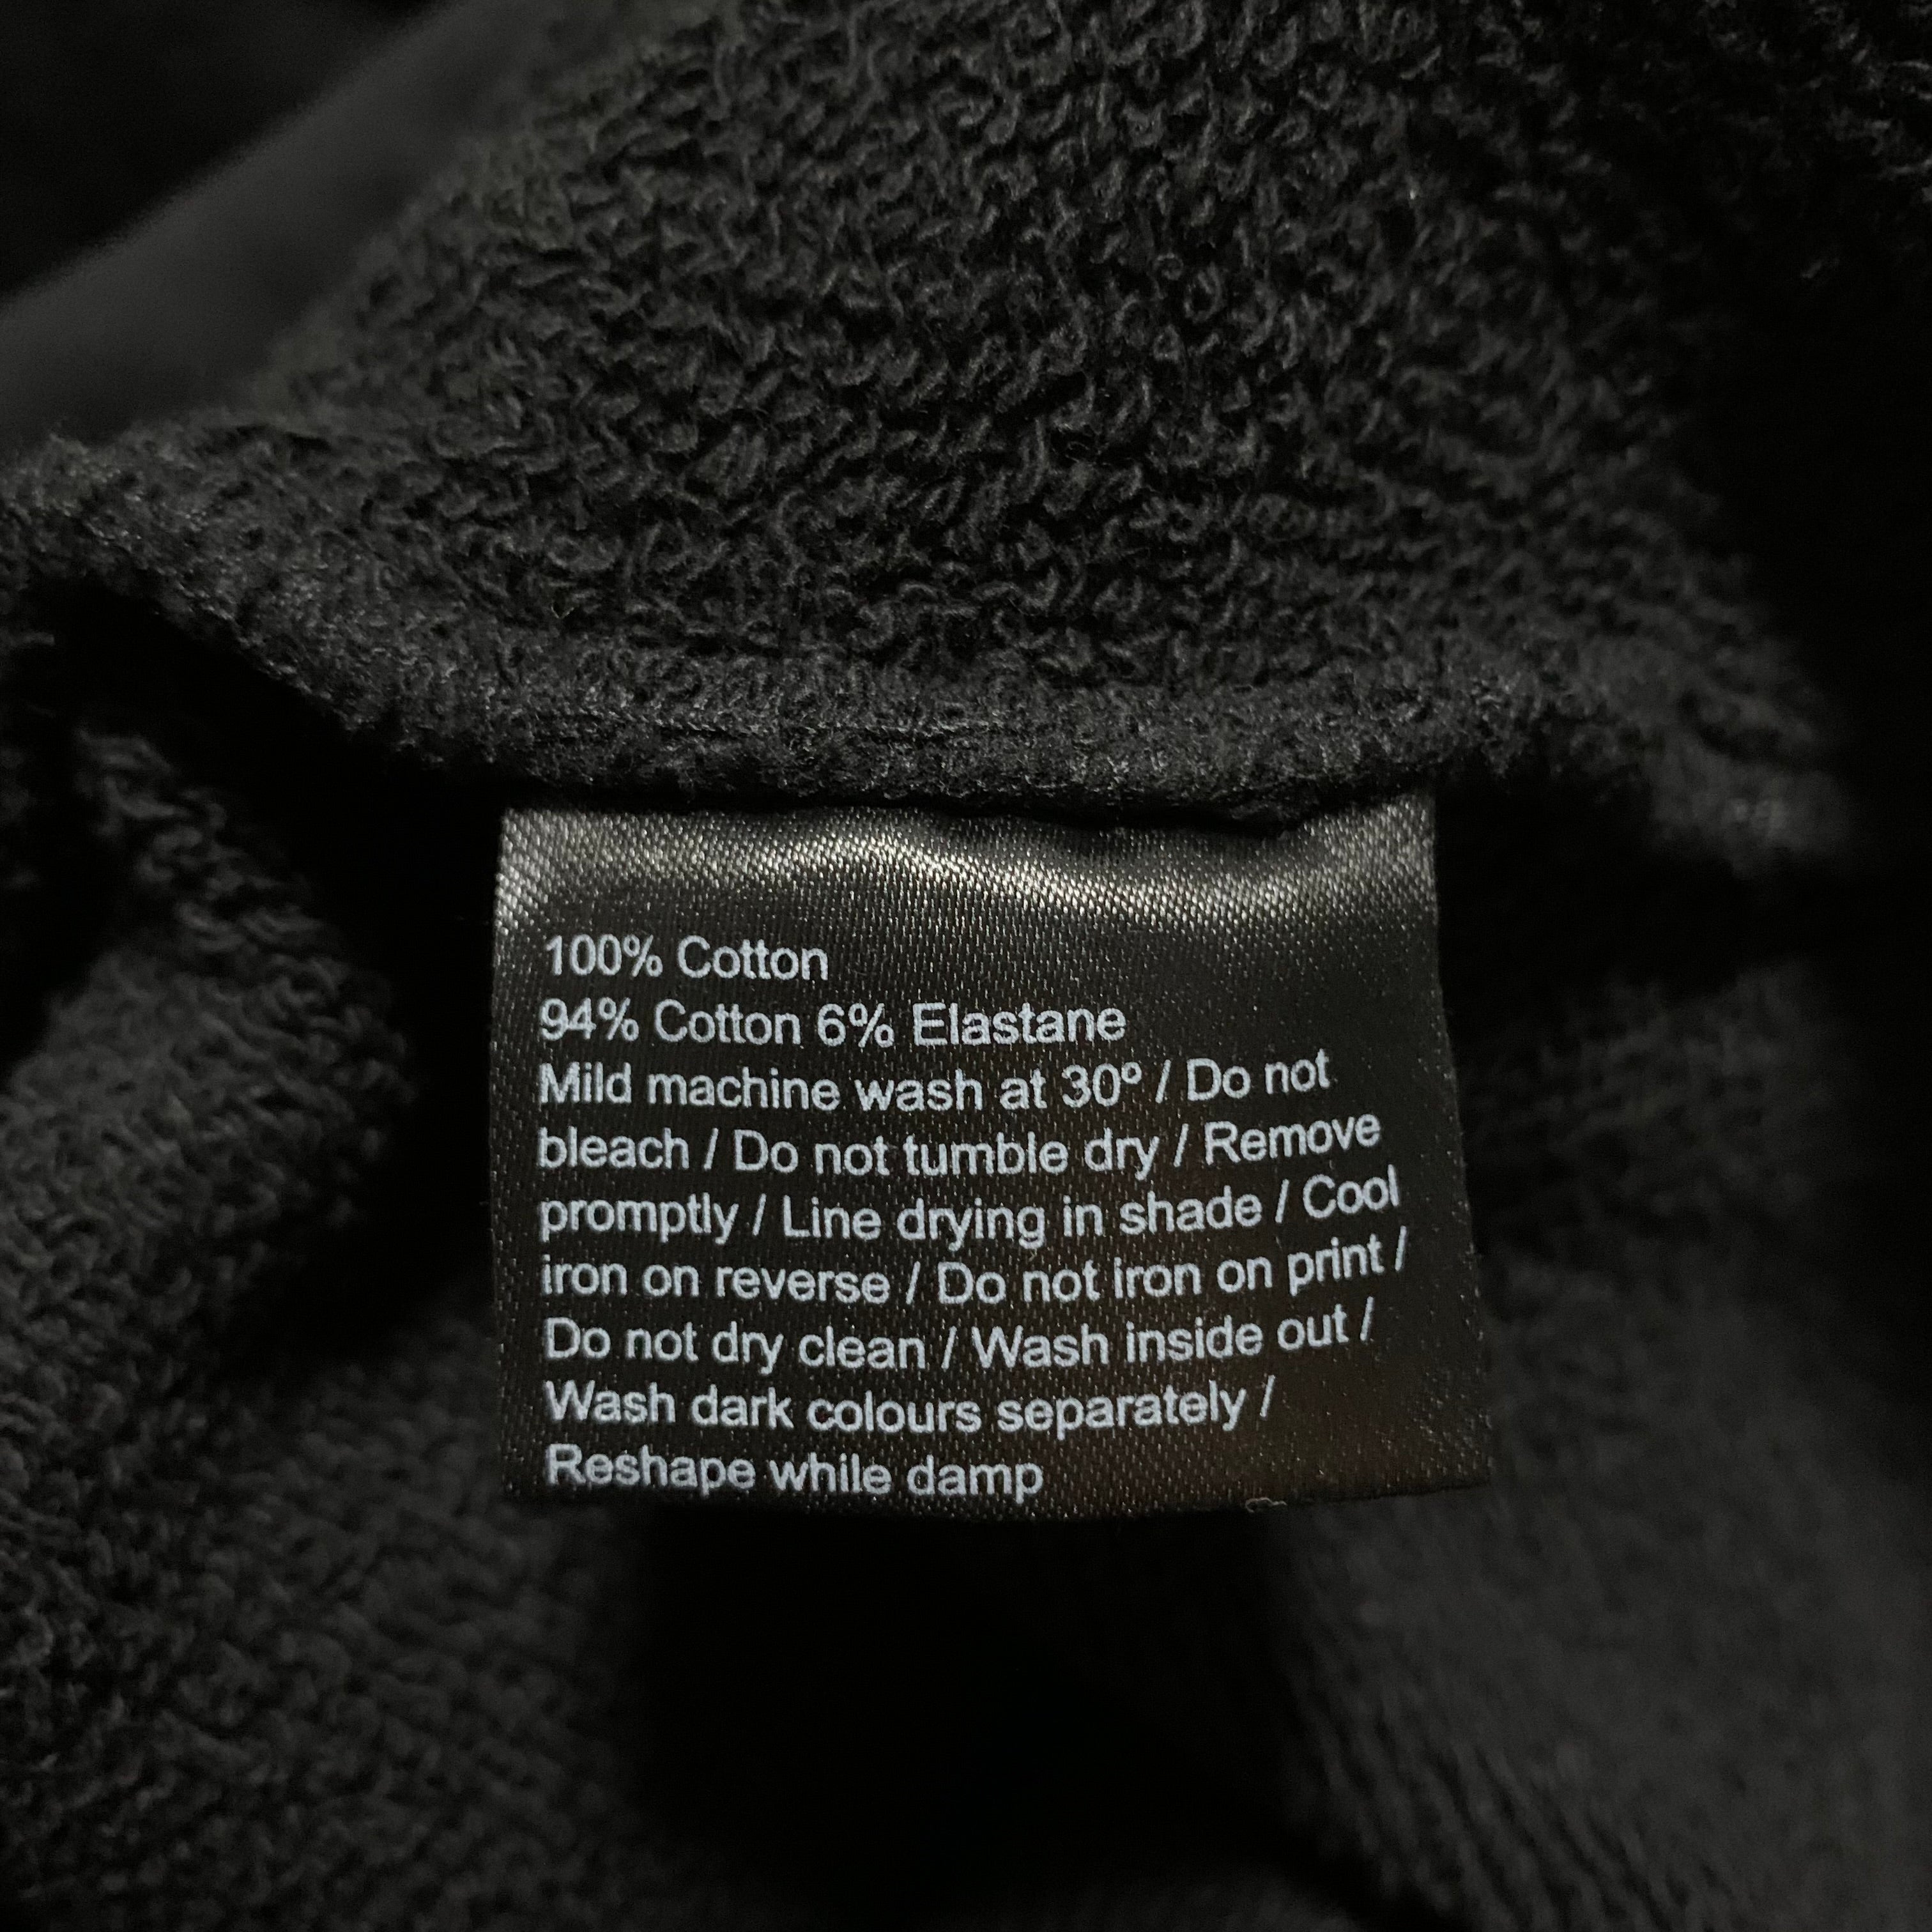 100% Cotton
94% Cotton 6% Elastane
Mild machine wash at 30º / Do not
bleach / Do not tumble dry / Remove
promptly / Line drying in shade / Cool
iron on reverse / Do not iron on print /
Do not dry clean / Wash inside out /
Wash dark colours separately /
Reshape while damp